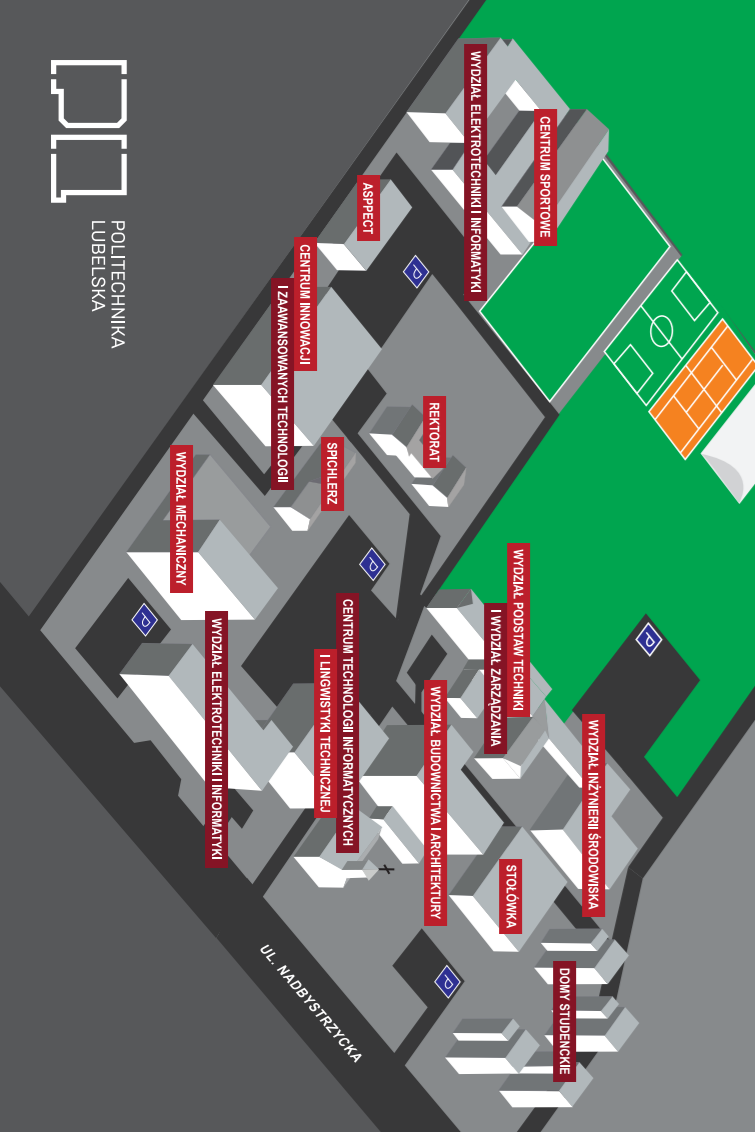 POLITECHNIKA
LUBELSKA
WYDZIAŁ ELEKTROTECHNIKI I INFORMATYKI
CENTRUM SPORTOWE
ASPPECT
CENTRUM INNOWACJI
I ZAAWANSOWANYCH TECHNOLOGII
REKTORAT
SPICHLERZ
WYDZIAŁ MECHANICZNY
WYDZIAŁ PODSTAW TECHNIKI
I WYDZIAŁ ZARZĄDZANIA
CENTRUM TECHNOLOGII INFORMATYCZNYCH
I LINGWISTYKI TECHNICZNEJ
WYDZIAŁ ELEKTROTECHNIKI I INFORMATYKI
WYDZIAŁ BUDOWNICTWA I ARCHITEKTURY
WYDZIAŁ INŻYNIERII ŚRODOWISKA
STOŁÓWKA
DOMY STUDENCKIE
UL. NADBYSTRZYCKA
P
P
P
P
P